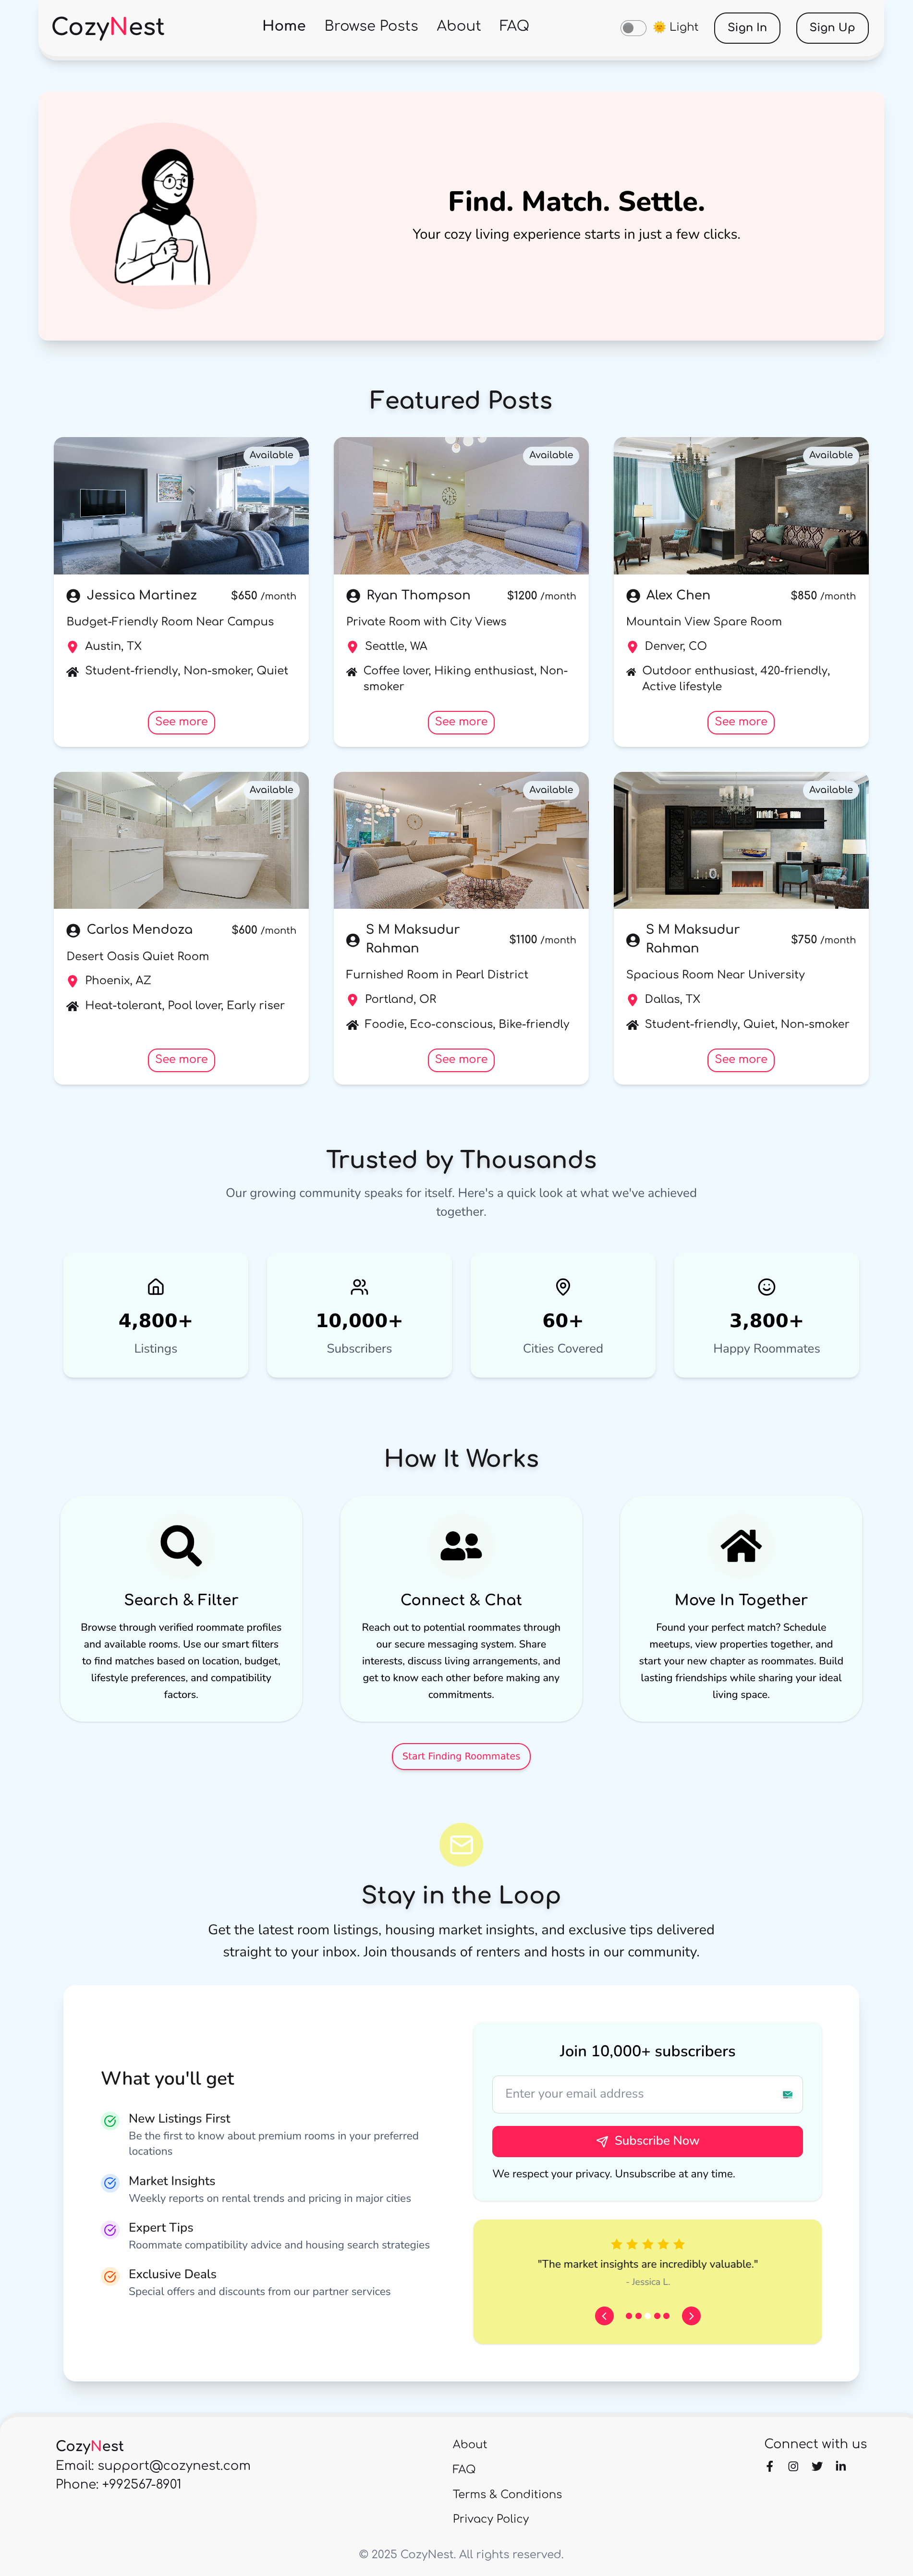 CozyNest
Home Browse Posts About FAQ
🌞 Light
Sign In
Sign Up
Find. Match. Settle.
Your cozy living experience starts in just a few clicks.
Featured Posts
Available
Jessica Martinez $650 /month
Budget-Friendly Room Near Campus
Austin, TX
Student-friendly, Non-smoker, Quiet
See more
Available
Ryan Thompson $1200 /month
Private Room with City Views
Seattle, WA
Coffee lover, Hiking enthusiast, Non-
smoker
See more
Available
Alex Chen $850 /month
Mountain View Spare Room
Denver, CO
Outdoor enthusiast, 420-friendly,
Active lifestyle
See more
Available
Carlos Mendoza $600 /month
Desert Oasis Quiet Room
Phoenix, AZ
Heat-tolerant, Pool lover, Early riser
See more
Available
S M Maksudur
Rahman
$1100 /month
Furnished Room in Pearl District
Portland, OR
Foodie, Eco-conscious, Bike-friendly
See more
Available
S M Maksudur
Rahman
$750 /month
Spacious Room Near University
Dallas, TX
Student-friendly, Quiet, Non-smoker
See more
Trusted by Thousands
Our growing community speaks for itself. Here's a quick look at what we've achieved
together.
4,800+
Listings
10,000+
Subscribers
60+
Cities Covered
3,800+
Happy Roommates
How It Works
Search & Filter
Browse through verified roommate profiles
and available rooms. Use our smart filters
to find matches based on location, budget,
lifestyle preferences, and compatibility
factors.
Connect & Chat
Reach out to potential roommates through
our secure messaging system. Share
interests, discuss living arrangements, and
get to know each other before making any
commitments.
Move In Together
Found your perfect match? Schedule
meetups, view properties together, and
start your new chapter as roommates. Build
lasting friendships while sharing your ideal
living space.
Start Finding Roommates
Stay in the Loop
Get the latest room listings, housing market insights, and exclusive tips delivered
straight to your inbox. Join thousands of renters and hosts in our community.
What you'll get
New Listings First
Be the first to know about premium rooms in your preferred
locations
Market Insights
Weekly reports on rental trends and pricing in major cities
Expert Tips
Roommate compatibility advice and housing search strategies
Exclusive Deals
Special offers and discounts from our partner services
Join 10,000+ subscribers
Enter your email address
Subscribe Now
We respect your privacy. Unsubscribe at any time.
"The market insights are incredibly valuable."
- Jessica L.
CozyNest
Email: support@cozynest.com
Phone: +992567-8901
About
FAQ
Terms & Conditions
Privacy Policy
Connect with us
© 2025 CozyNest. All rights reserved.